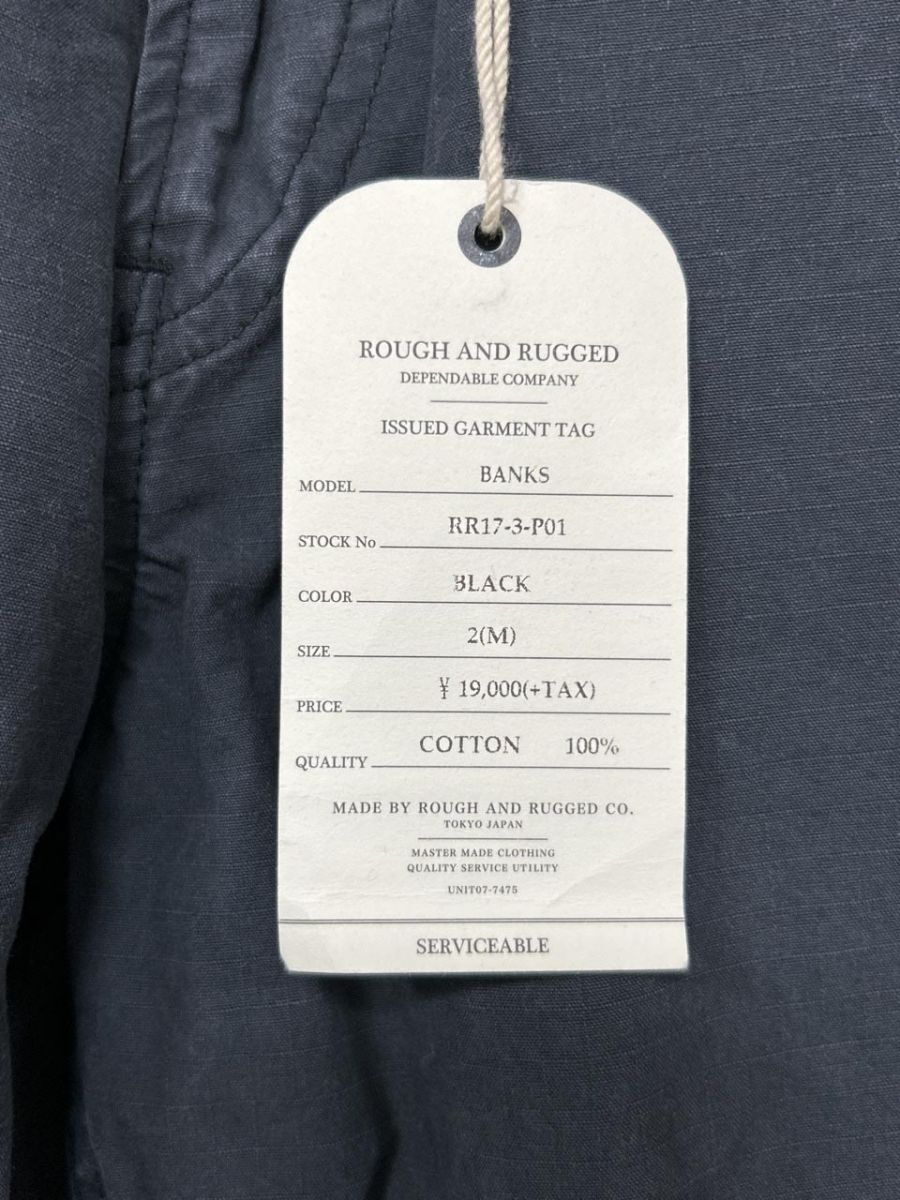 ROUGH AND RUGGED
DEPENDABLE COMPANY
ISSUED GARMENT TAG
MODEL BANKS
STOCK No RR17-3-P01
COLOR BLACK
SIZE 2(M)
PRICE ¥ 19,000(+TAX)
QUALITY COTTON 100%
MADE BY ROUGH AND RUGGED CO.
TOKYO JAPAN
MASTER MADE CLOTHING
QUALITY SERVICE UTILITY
UNIT07-7475
SERVICEABLE